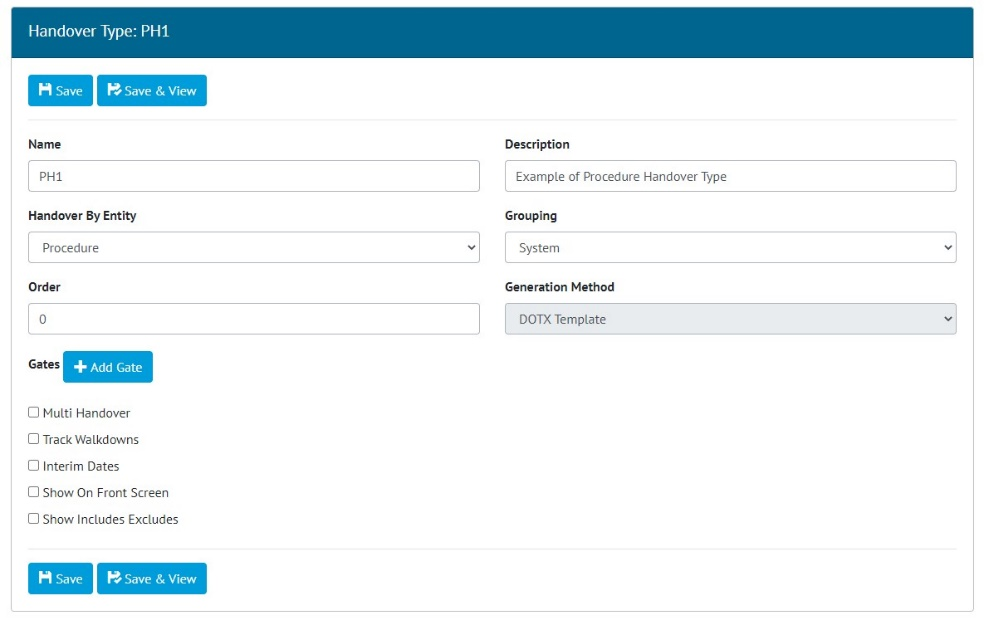 Handover Type: PH1
Save Save & View
Name Description
PH1 Example of Procedure Handover Type
Handover By Entity Grouping
Procedure System
Order Generation Method
0 DOTX Template
Gates Add Gate
Multi Handover
Track Walkdowns
Interim Dates
Show On Front Screen
Show Includes Excludes
Save Save & View